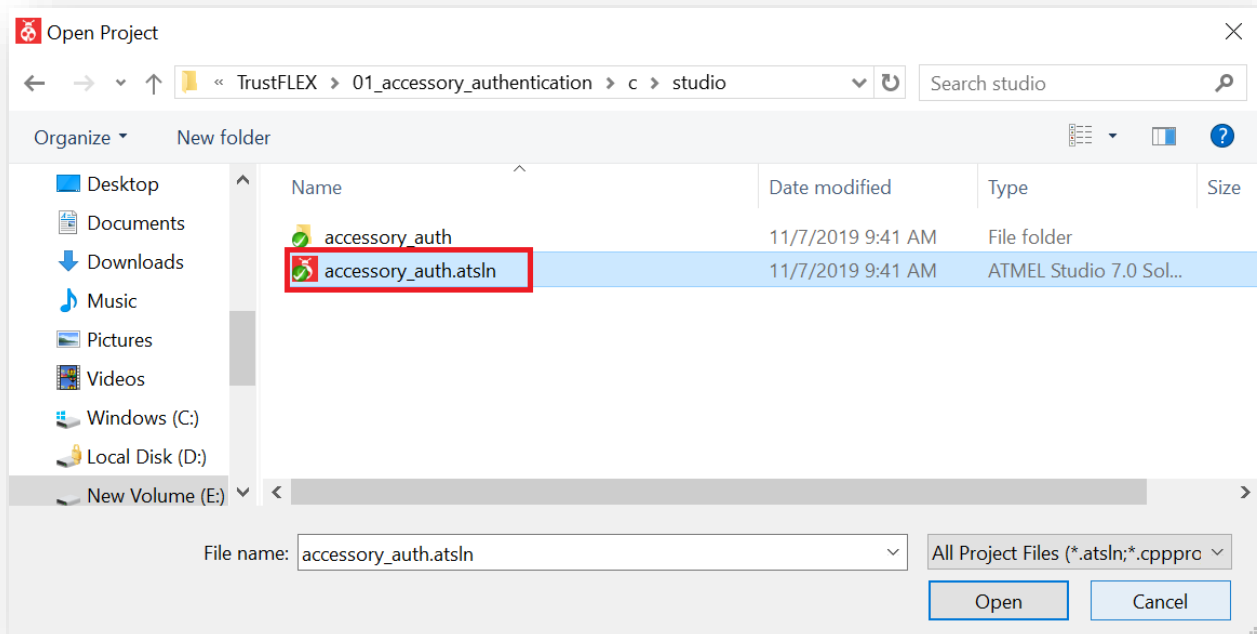 Open Project
« TrustFLEX > 01_accessory_authentication > c > studio
Search studio
Organize
New folder
Name
Date modified
Type
Size
Desktop
Documents
Downloads
Music
Pictures
Videos
Windows (C:)
Local Disk (D:)
New Volume (E:)
accessory_auth 11/7/2019 9:41 AM File folder
accessory_auth.atsln 11/7/2019 9:41 AM ATMEL Studio 7.0 Sol...
File name: accessory_auth.atsln
All Project Files (*.atsln;*.cpppro
Open
Cancel